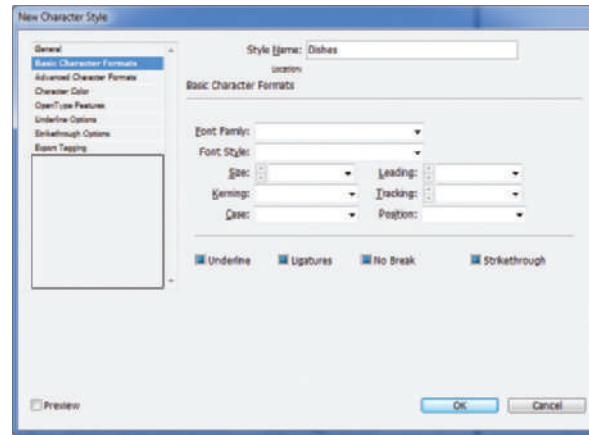 New Character Style
General
Basic Character Formats
Advanced Character Formats
Character Color
OpenType Features
Underline Options
Strikethrough Options
Export Tagging
Style Name: Dishes
Location:
Basic Character Formats
Font Family:
Font Style:
Size: Leading:
Kerning: Tracking:
Case: Position:
Underline Ligatures No Break Strikethrough
Preview OK Cancel